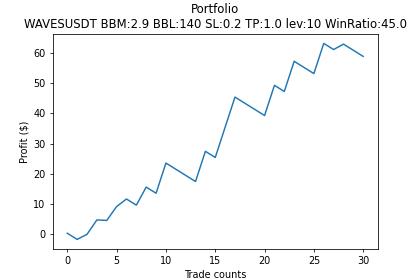 Portfolio
WAVESUSDT BBM:2.9 BBL:140 SL:0.2 TP:1.0 lev:10 WinRatio:45.0
60
50
40
30
20
10
0
Profit ($)
0 5 10 15 20 25 30
Trade counts